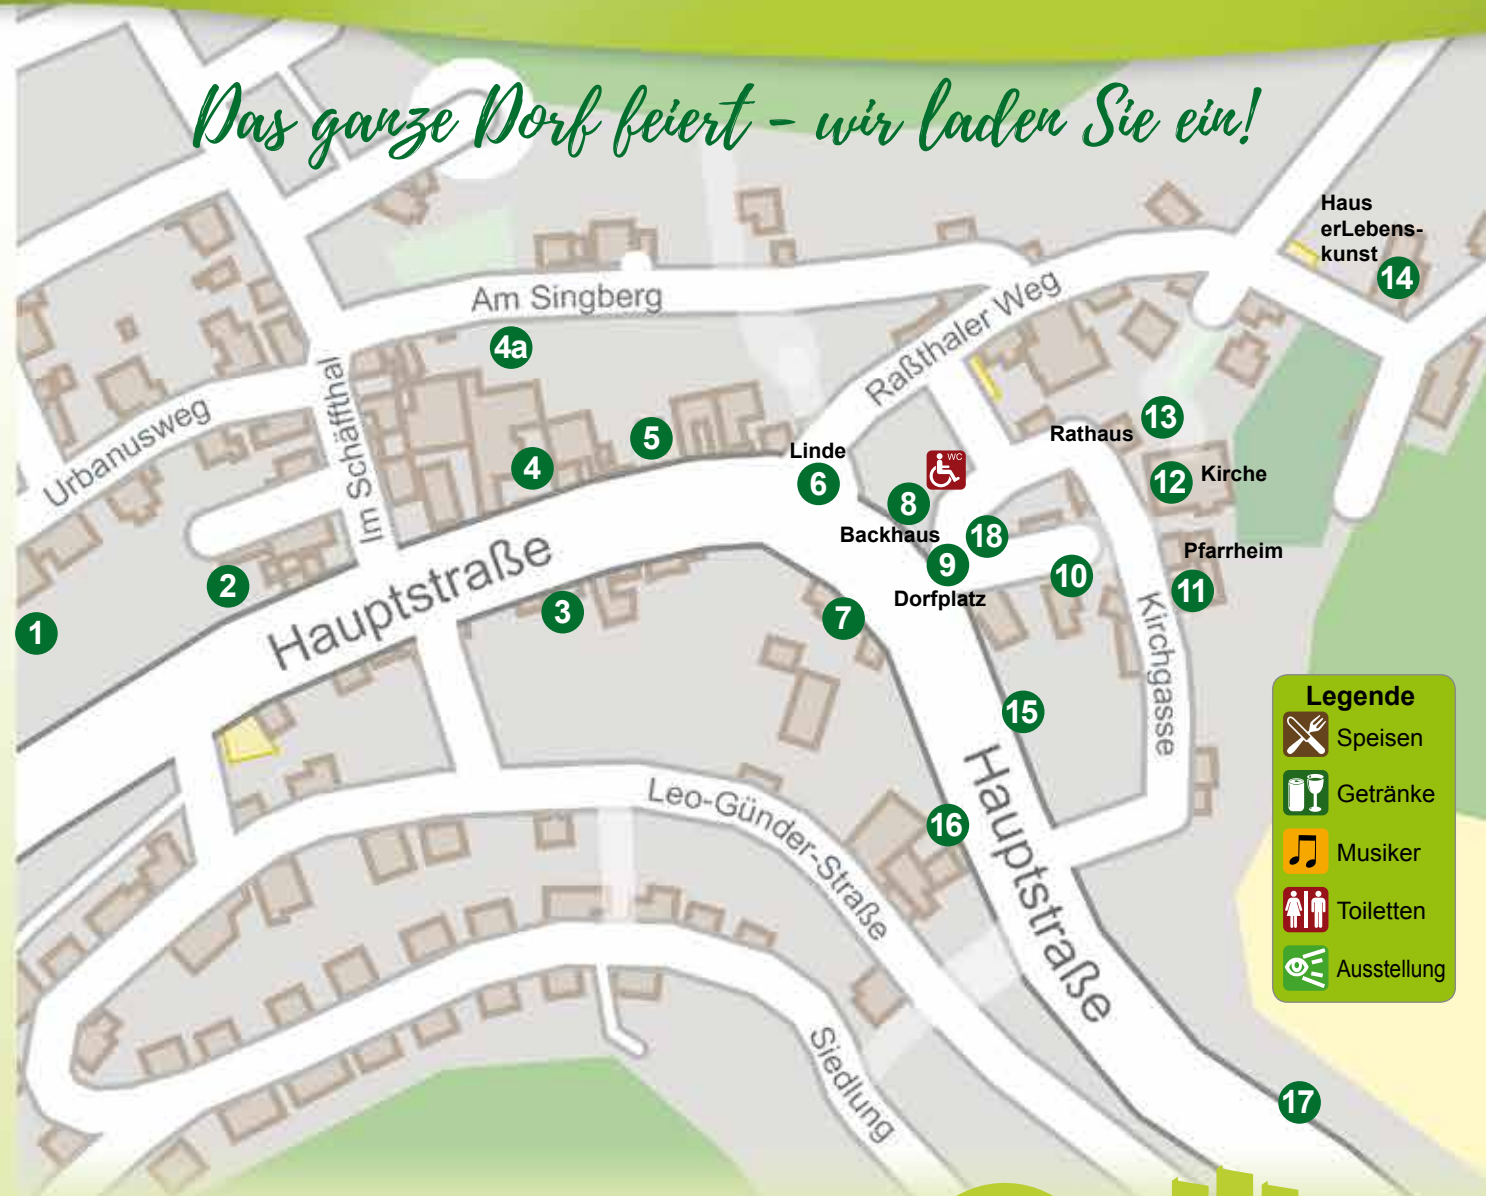 Das ganze Dorf feiert - wir laden Sie ein!
Haus
erLebens-
kunst
14
Am Singberg
4a
Raßthaler Weg
Urbanusweg
Im Schäffthal
5
4
Linde
6
WC
8
Backhaus
18
9
Dorfplatz
10
Rathaus
13
12
Kirche
Pfarrheim
11
Kirchgasse
Hauptstraße
1
2
3
7
15
16
Hauptstraße
Leo-Günder-Straße
Siedlung
17
Legende
Speisen
Getränke
Musiker
Toiletten
Ausstellung